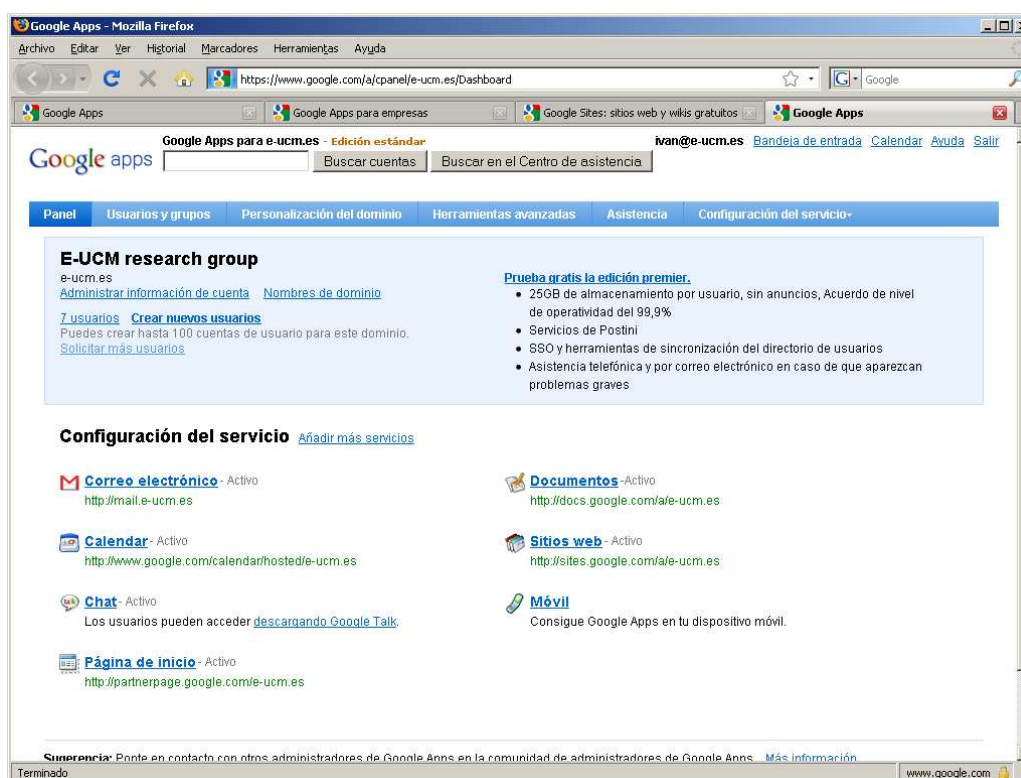 Google Apps - Mozilla Firefox
Archivo Editar Ver Historial Marcadores Herramientas Ayuda
https://www.google.com/a/cpanel/e-ucm.es/Dashboard
G Google
Google Apps
Google Apps para empresas
Google Sites: sitios web y wikis gratuitos
Google Apps
Google apps
Google Apps para e-ucm.es - Edición estándar
ivan@e-ucm.es Bandeja de entrada Calendar Ayuda Salir
Buscar cuentas Buscar en el Centro de asistencia
Panel Usuarios y grupos Personalización del dominio Herramientas avanzadas Asistencia Configuración del servicio
E-UCM research group
e-ucm.es
Administrar información de cuenta Nombres de dominio
7 usuarios Crear nuevos usuarios
Puedes crear hasta 100 cuentas de usuario para este dominio.
Solicitar más usuarios
Prueba gratis la edición premier.
• 25GB de almacenamiento por usuario, sin anuncios, Acuerdo de nivel
de operatividad del 99,9%
• Servicios de Postini
• SSO y herramientas de sincronización del directorio de usuarios
• Asistencia telefónica y por correo electrónico en caso de que aparezcan
problemas graves
Configuración del servicio Añadir más servicios
Correo electrónico - Activo
http://mail.e-ucm.es
Documentos -Activo
http://docs.google.com/a/e-ucm.es
Calendar - Activo
http://www.google.com/calendar/hosted/e-ucm.es
Sitios web - Activo
http://sites.google.com/a/e-ucm.es
Chat - Activo
Los usuarios pueden acceder descargando Google Talk.
Móvil
Consigue Google Apps en tu dispositivo móvil.
Página de inicio - Activo
http://partnerpage.google.com/e-ucm.es
Sugerencia: Ponte en contacto con otros administradores de Google Apps en la comunidad de administradores de Google Apps. Más información
Terminado
www.google.com